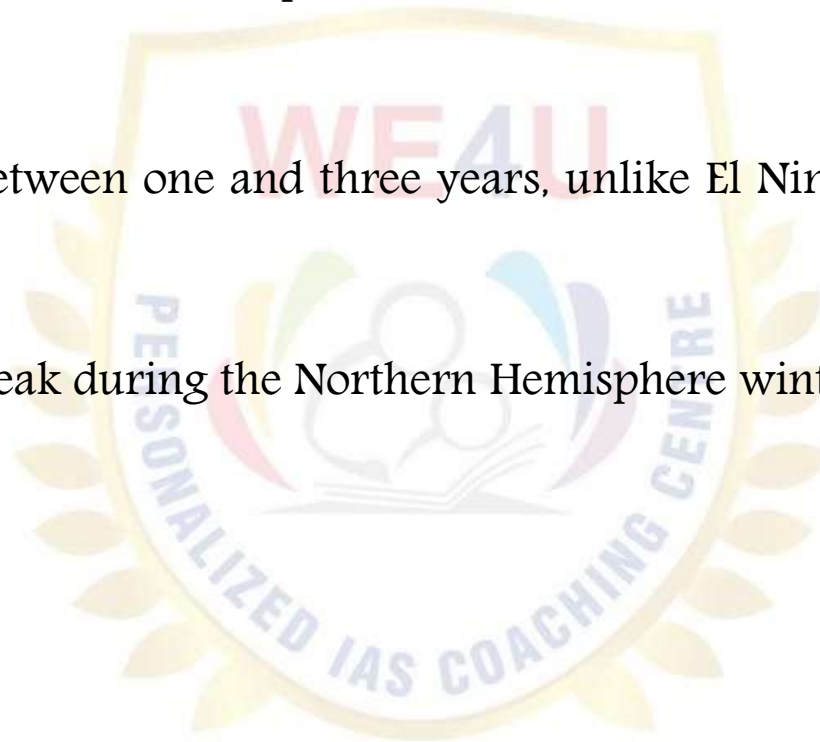 WE4U
etween one and three years, unlike El Nin
eak during the Northern Hemisphere wint
PERSONALIZED IAS COACHING CENTRE